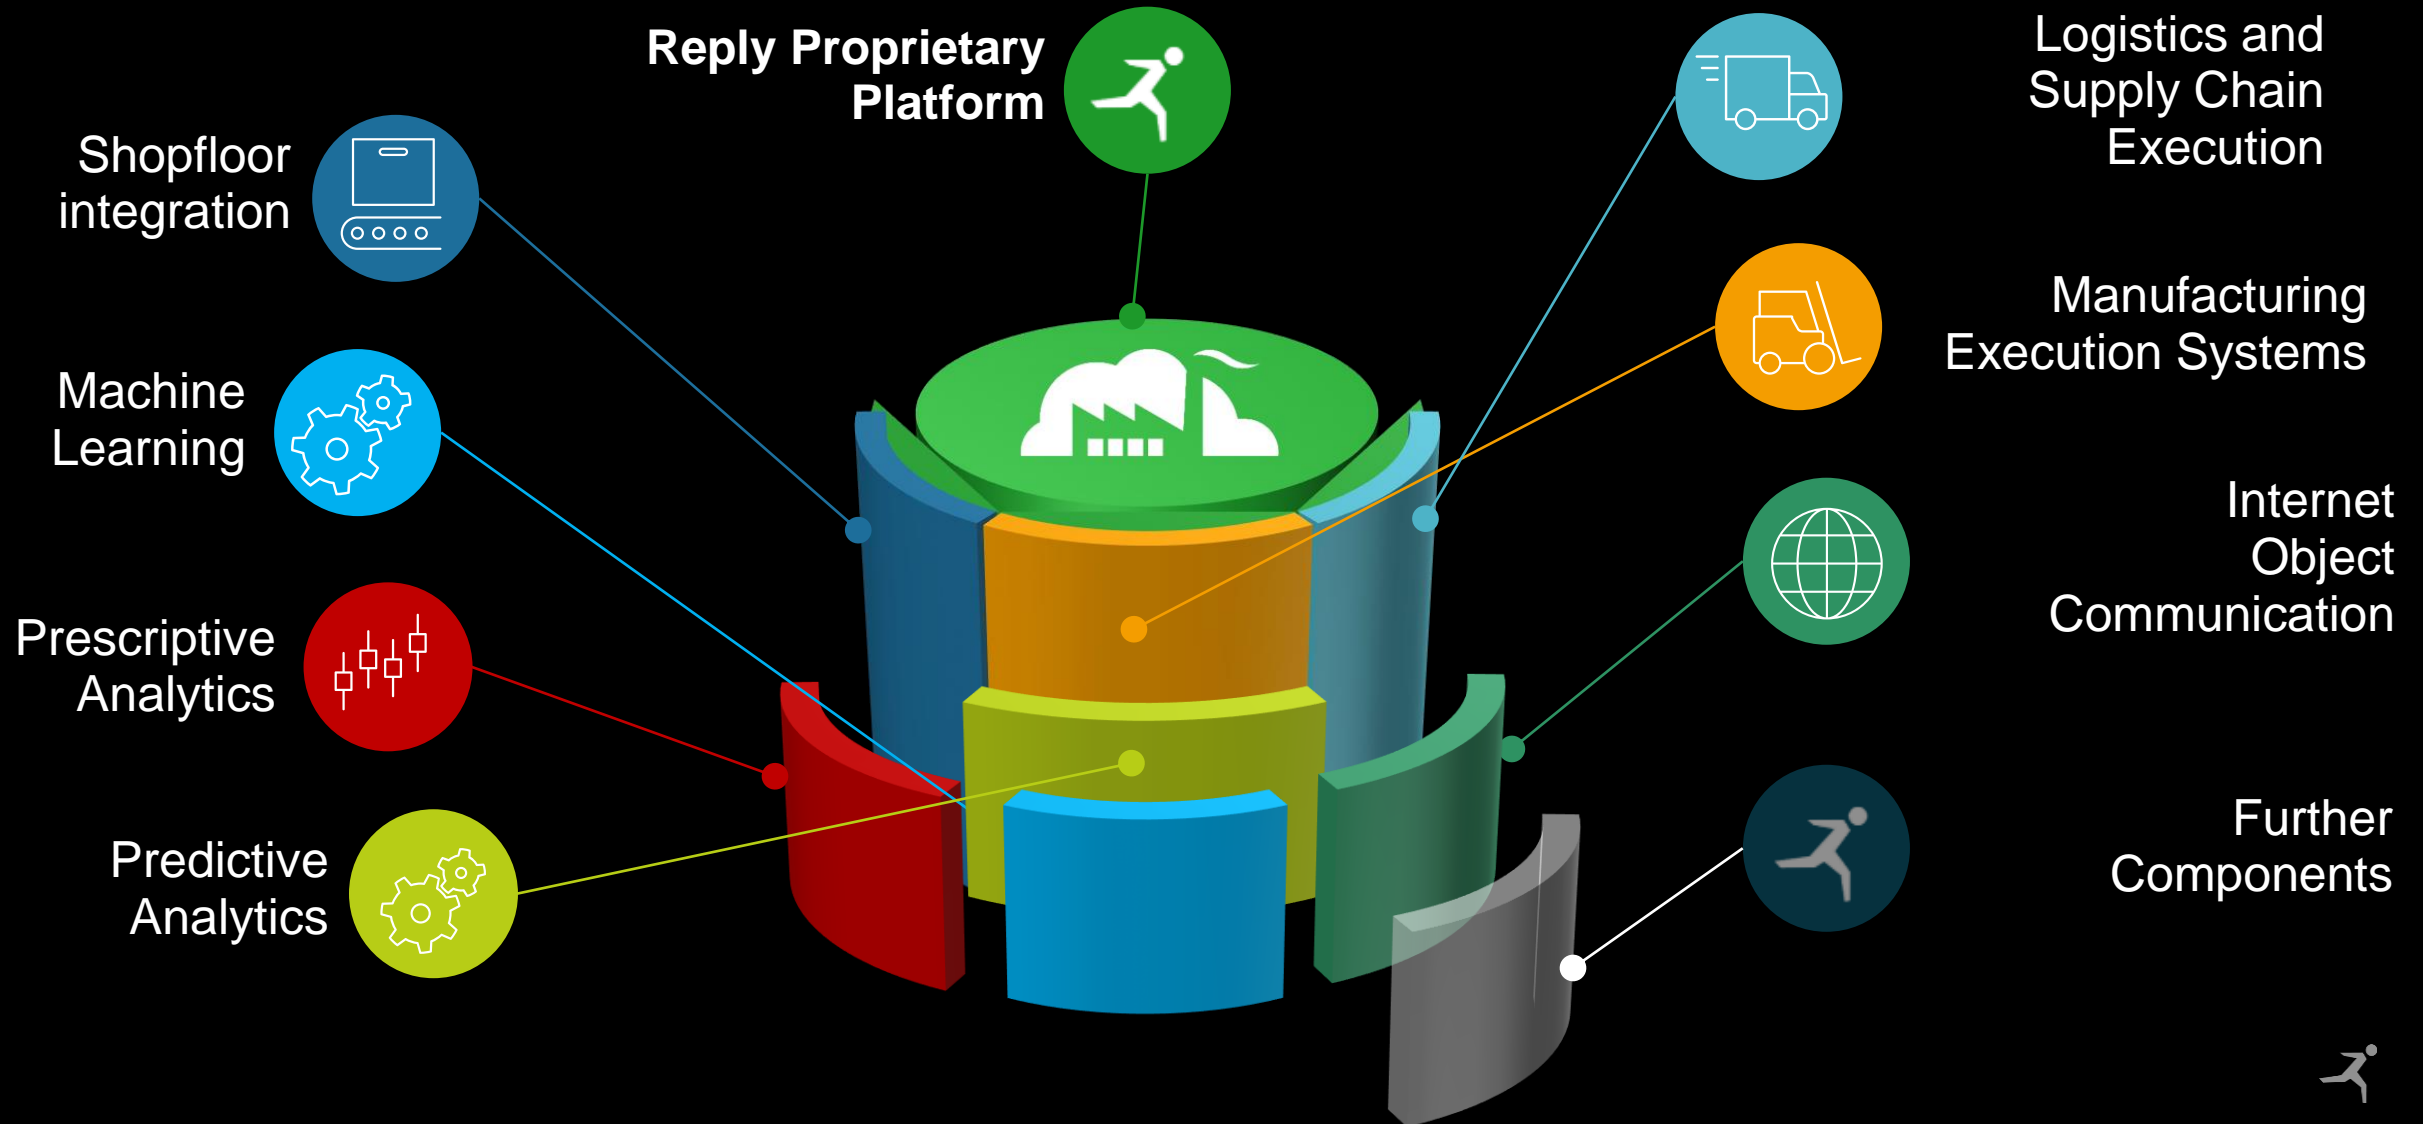 Reply Proprietary
Platform
Shopfloor
integration
Machine
Learning
Prescriptive
Analytics
Predictive
Analytics
Logistics and
Supply Chain
Execution
Manufacturing
Execution Systems
Internet
Object
Communication
Further
Components